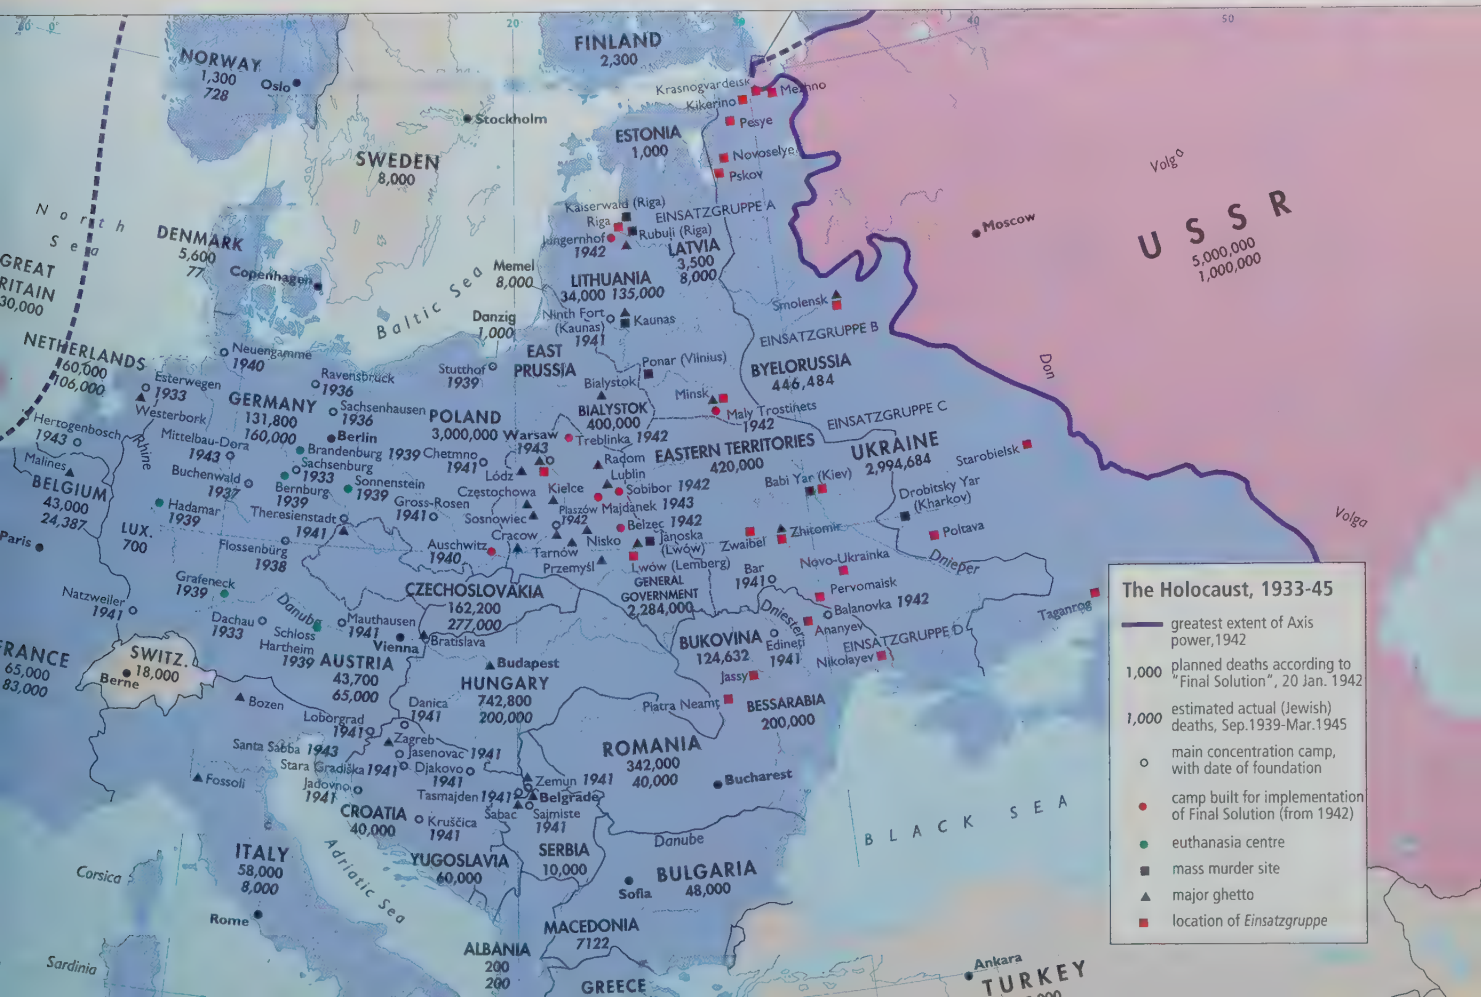 0°
10°
20°
40
50
NORWAY
1,300
728
Oslo
FINLAND
2,300
Krasnogvardeisk
Mezhno
Kikerino
Pesye
Stockholm
ESTONIA
1,000
Novoselye
Pskov
SWEDEN
8,000
Volga
U S S R
5,000,000
1,000,000
Moscow
North
Sea
Kaiserwald (Riga)
EINSATZGRUPPE A
Riga
Rubuli (Riga)
Jungernhof
1942
LATVIA
3,500
8,000
DENMARK
5,600
77
Copenhagen
GREAT
RITAIN
30,000
Baltic Sea
Memel
8,000
LITHUANIA
34,000 135,000
Smolensk
Danzig
1,000
Ninth Fort
(Kaunas)
1941
Kaunas
EINSATZGRUPPE B
NETHERLANDS
160,000
106,000
Neuengamme
1940
EAST
PRUSSIA
Ponar (Vilnius)
BYELORUSSIA
446,484
Don
Esterwegen
1933
Westerbork
Ravensbrück
1936
Stutthof
1939
Bialystok
Minsk
GERMANY
131,800
160,000
Sachsenhausen
1936
POLAND
3,000,000
BIALYSTOK
400,000
Maly Trostinets
1942
EINSATZGRUPPE C
Hertogenbosch
1943
Rhine
Mittelbau-Dora
1943
Berlin
Brandenburg 1939
Warsaw
1943
Treblinka 1942
EASTERN TERRITORIES
420,000
UKRAINE
2,994,684
Starobielsk
Malines
Sachsenburg
1933
Chełmno
1941
Radom
Lublin
BELGIUM
43,000
24,387
Buchenwald
1937
Bernburg
1939
Sonnenstein
1939
Łódz
Babi Yar (Kiev)
Drobitsky Yar
(Kharkov)
Hadamar
1939
Gross-Rosen
1941
Częstochowa
Kielce
Sobibor 1942
Theresienstadt
1941
Sosnowiec
Płaszów
1942
Majdanek 1943
Poltava
Volga
Paris
LUX.
700
Flossenbürg
1938
Cracow
Belzec 1942
Zhitomir
Auschwitz
1940
Tarnów
Nisko
Janoska
(Lwów)
Zwaibel
Przemyśl
Lwów (Lemberg)
Novo-Ukrainka
Dnieper
Grafeneck
1939
CZECHOSLOVAKIA
162,200
277,000
GENERAL
GOVERNMENT
2,284,000
Bar
1941
Pervomaisk
Taganrog
Natzweiler
1941
Danube
Dniester
Balanovka 1942
Dachau
1933
Schloss
Hartheim
1939
Mauthausen
1941
Vienna
Bratislava
BUKOVINA
124,632
Edineti
1941
Ananyev
EINSATZGRUPPE D
Nikolayev
FRANCE
65,000
83,000
SWITZ.
18,000
Berne
AUSTRIA
43,700
65,000
Budapest
HUNGARY
742,800
200,000
Jassy
Piatra Neamţ
BESSARABIA
200,000
Bozen
Danica
1941
Loborgrad
1941
Zagreb
Santa Sabba 1943
Jasenovac 1941
ROMANIA
342,000
40,000
Fossoli
Stara Gradiška 1941
Djakovo
1941
Jadovno
1941
Zemun 1941
Bucharest
Tasmajden 1941
Belgrade
CROATIA
40,000
Kruščica
1941
Šabac
Sajmiste
1941
BLACK SEA
ITALY
58,000
8,000
Adriatic Sea
YUGOSLAVIA
60,000
SERBIA
10,000
Danube
BULGARIA
48,000
Corsica
Sofia
Rome
MACEDONIA
7122
Sardinia
ALBANIA
200
200
GREECE
Ankara
TURKEY
The Holocaust, 1933-45
greatest extent of Axis
power,1942
1,000 planned deaths according to
"Final Solution", 20 Jan. 1942
1,000 estimated actual (Jewish)
deaths, Sep.1939-Mar.1945
main concentration camp,
with date of foundation
camp built for implementation
of Final Solution (from 1942)
euthanasia centre
mass murder site
major ghetto
location of Einsatzgruppe